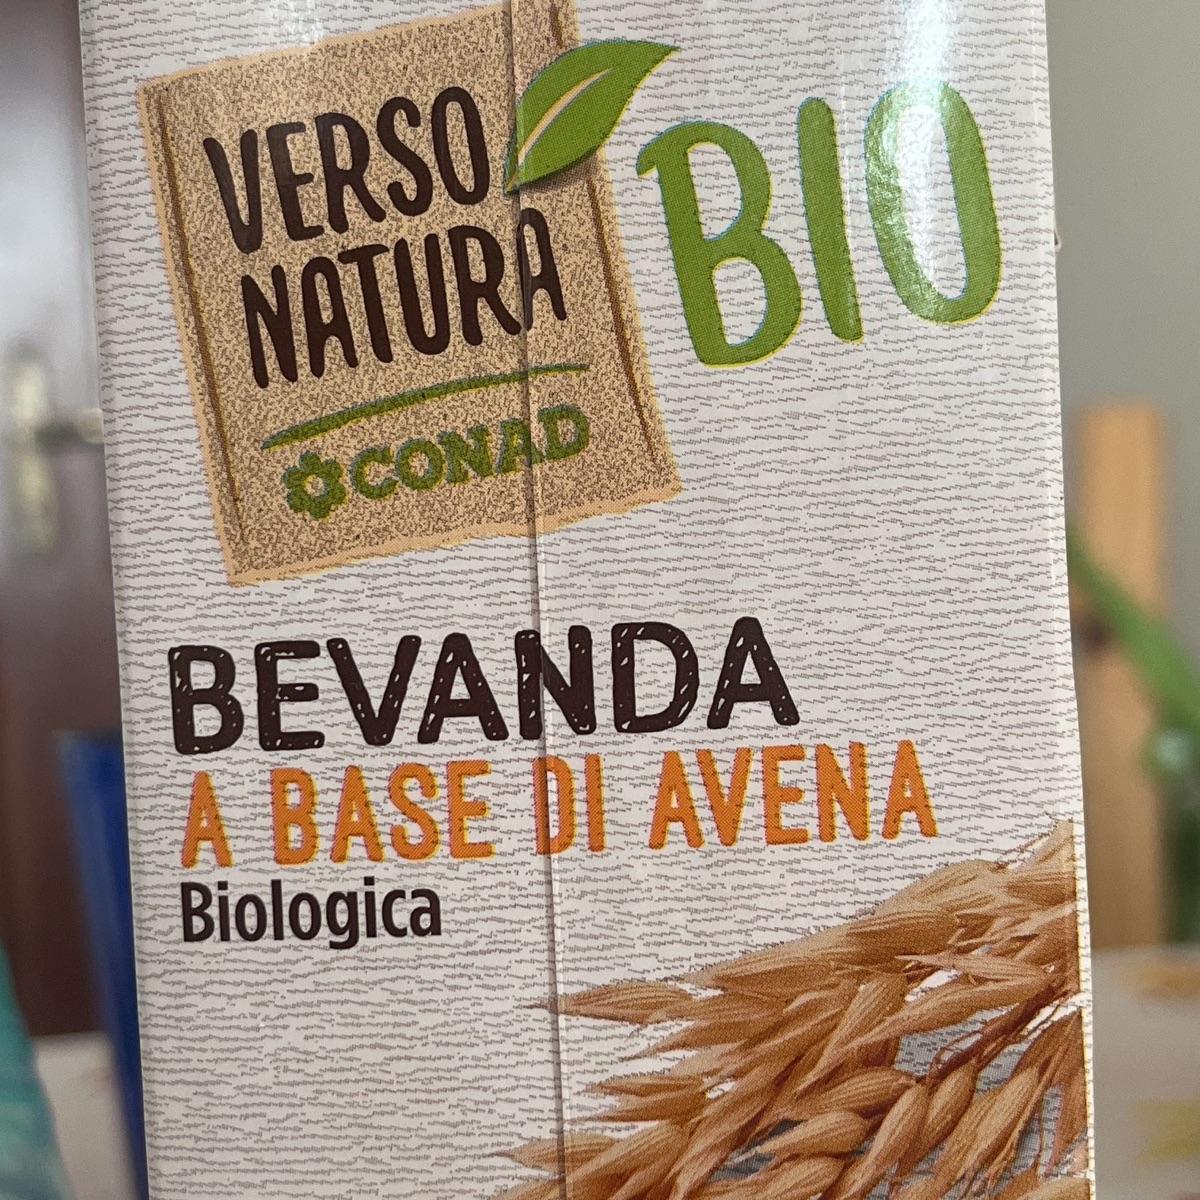 VERSO
NATURA
CONAD
BIO
BEVANDA
A BASE DI AVENA
Biologica